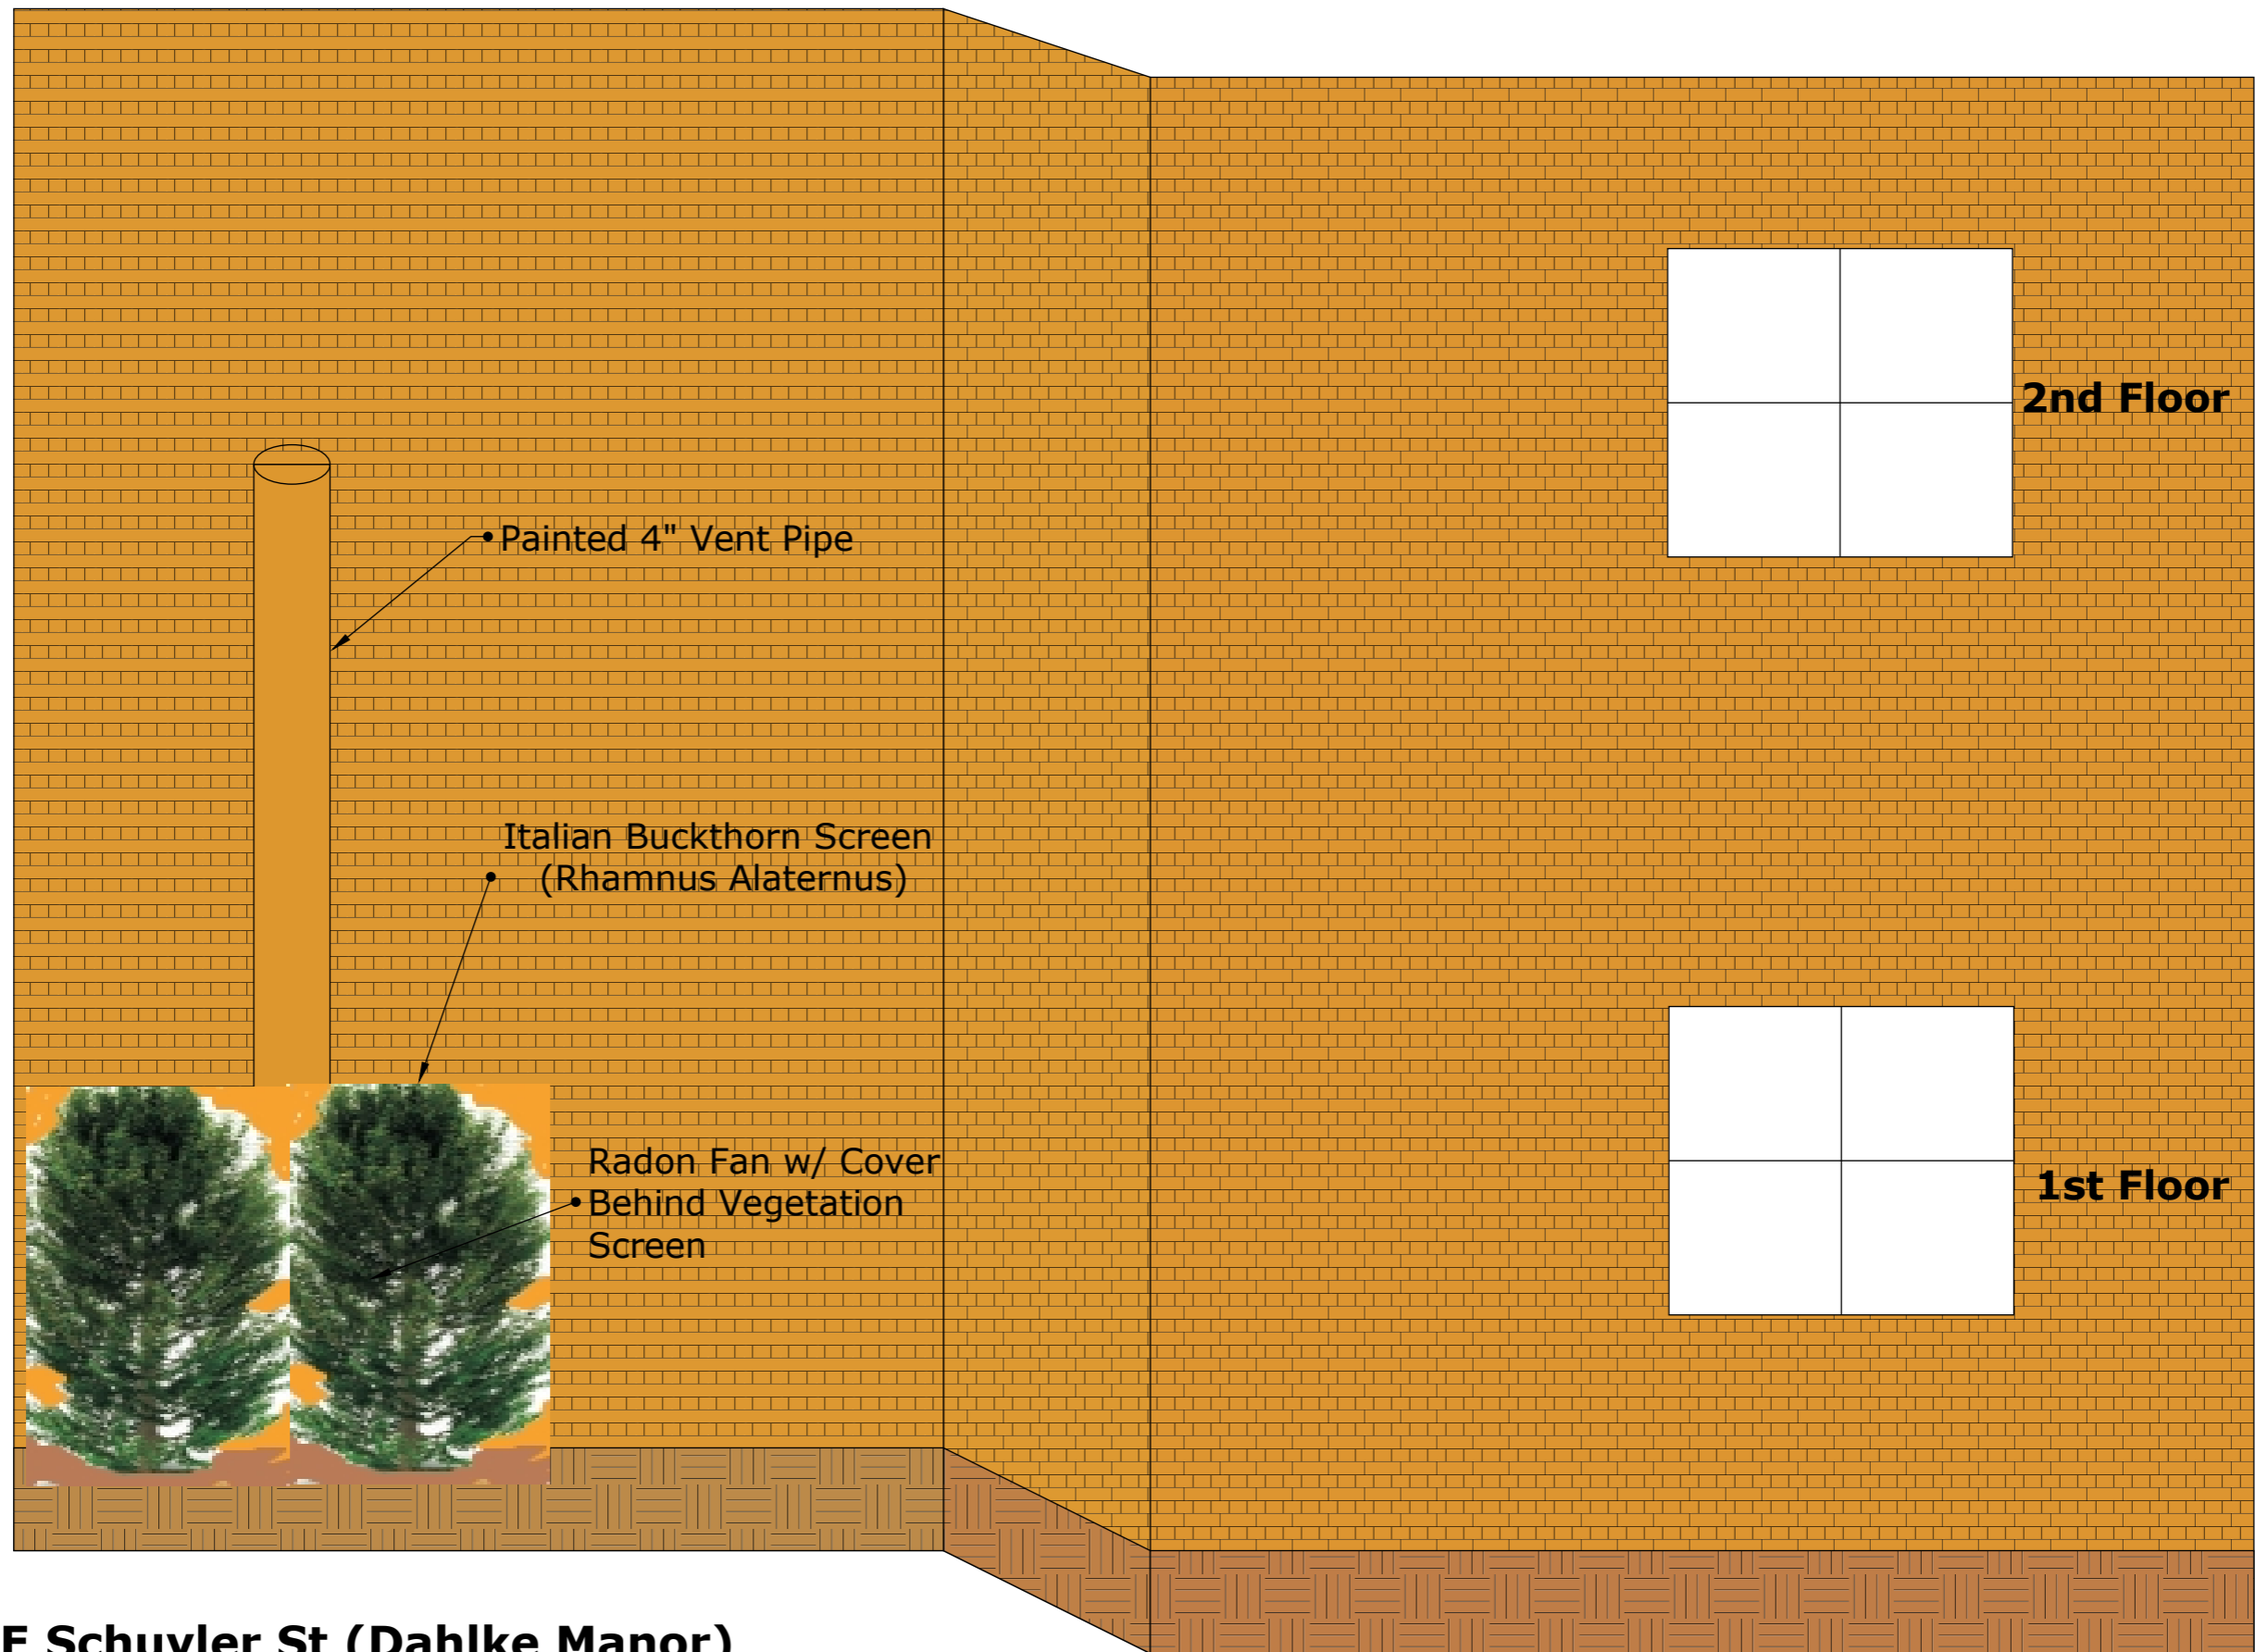 2nd Floor
Painted 4" Vent Pipe
Italian Buckthorn Screen
(Rhamnus Alaternus)
Radon Fan w/ Cover
Behind Vegetation
Screen
1st Floor
E Schuyler St (Dahlke Manor)